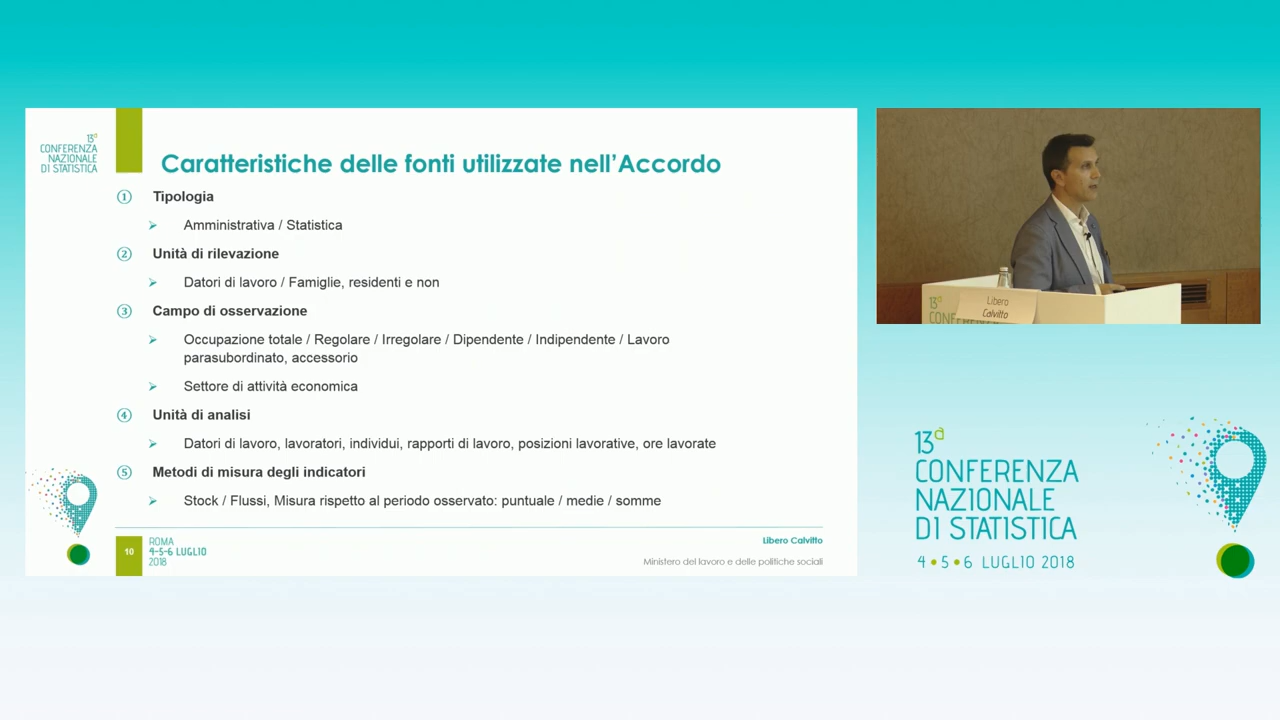 13a
CONFERENZA
NAZIONALE
DI STATISTICA
Caratteristiche delle fonti utilizzate nell’Accordo
1 Tipologia
Amministrativa / Statistica
2 Unità di rilevazione
Datori di lavoro / Famiglie, residenti e non
3 Campo di osservazione
Occupazione totale / Regolare / Irregolare / Dipendente / Indipendente / Lavoro
parasubordinato, accessorio
Settore di attività economica
4 Unità di analisi
Datori di lavoro, lavoratori, individui, rapporti di lavoro, posizioni lavorative, ore lavorate
5 Metodi di misura degli indicatori
Stock / Flussi, Misura rispetto al periodo osservato: puntuale / medie / somme
10
ROMA
4-5-6 LUGLIO
2018
Libero Calvitto
Ministero del lavoro e delle politiche sociali
Libero
Calvitto
13a
CONFERENZA
13a
CONFERENZA
NAZIONALE
DI STATISTICA
4•5•6 LUGLIO 2018